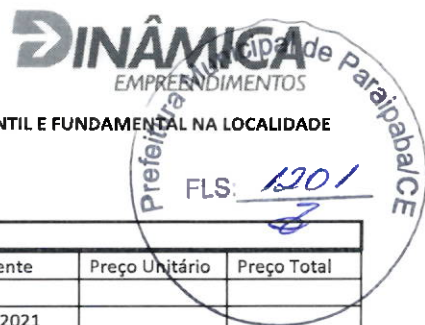 DINÂMICA
EMPREENDIMENTOS
NTIL E FUNDAMENTAL NA LOCALIDADE
Prefeitura Municipal de Paraipaba/CE
FLS: 1201
ente Preço Unitário Preço Total
2021